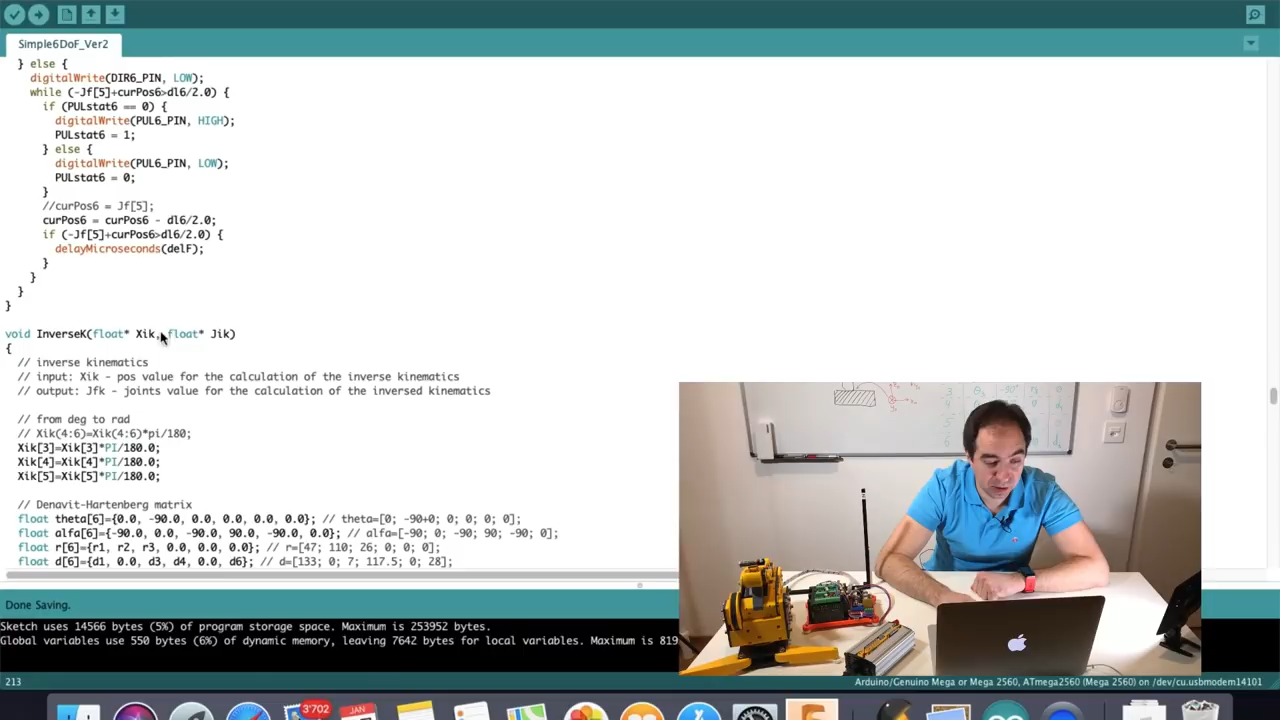 Simple6DoF_Ver2
} else {
digitalWrite(DIR6_PIN, LOW);
while (-Jf[5]+curPos6>dl6/2.0) {
if (PULstat6 == 0) {
digitalWrite(PUL6_PIN, HIGH);
PULstat6 = 1;
} else {
digitalWrite(PUL6_PIN, LOW);
PULstat6 = 0;
}
//curPos6 = Jf[5];
curPos6 = curPos6 - dl6/2.0;
if (-Jf[5]+curPos6>dl6/2.0) {
delayMicroseconds(delF);
}
}
}
}
void InverseK(float* Xik, float* Jik)
{
// inverse kinematics
// input: Xik - pos value for the calculation of the inverse kinematics
// output: Jfk - joints value for the calculation of the inversed kinematics
// from deg to rad
// Xik(4:6)=Xik(4:6)*pi/180;
Xik[3]=Xik[3]*PI/180.0;
Xik[4]=Xik[4]*PI/180.0;
Xik[5]=Xik[5]*PI/180.0;
// Denavit-Hartenberg matrix
float theta[6]={0.0, -90.0, 0.0, 0.0, 0.0, 0.0}; // theta=[0; -90+0; 0; 0; 0; 0];
float alfa[6]={-90.0, 0.0, -90.0, 90.0, -90.0, 0.0}; // alfa=[-90; 0; -90; 90; -90; 0];
float r[6]={r1, r2, r3, 0.0, 0.0, 0.0}; // r=[47; 110; 26; 0; 0; 0];
float d[6]={d1, 0.0, d3, d4, 0.0, d6}; // d=[133; 0; 7; 117.5; 0; 28];
Done Saving.
Sketch uses 14566 bytes (5%) of program storage space. Maximum is 253952 bytes.
Global variables use 550 bytes (6%) of dynamic memory, leaving 7642 bytes for local variables. Maximum is 819
213
Arduino/Genuino Mega or Mega 2560, ATmega2560 (Mega 2560) on /dev/cu.usbmodem14101
3'702
JAN